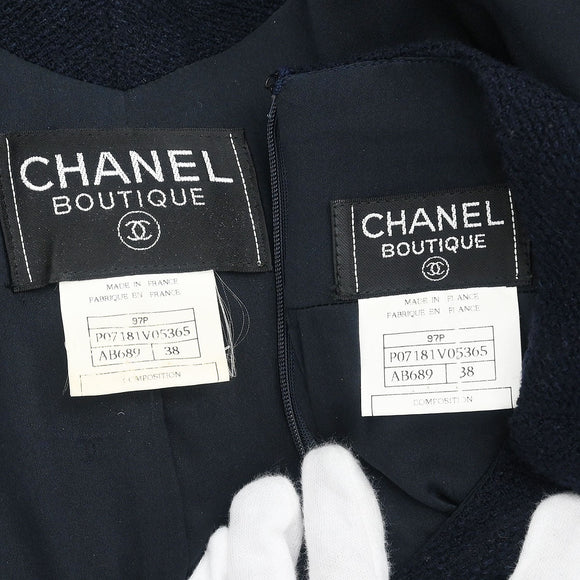 CHANEL
BOUTIQUE
MADE IN FRANCE
FABRIQUE EN FRANCE
97P
P07181V05365
AB689 38
COMPOSITION
CHANEL
BOUTIQUE
MADE IN FRANCE
FABRIQUE EN FRANCE
97P
P07181V05365
AB689 38
COMPOSITION